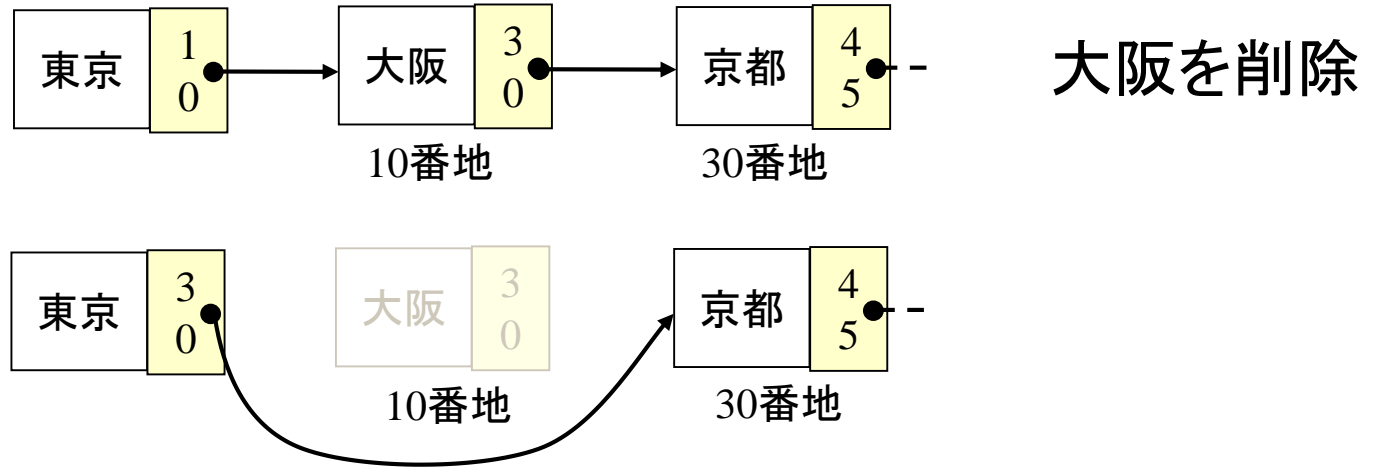 東京 1 0 大阪 3 0 京都 4 5
大阪を削除
10番地 30番地
東京 3 0 大阪 3 0 京都 4 5
10番地 30番地